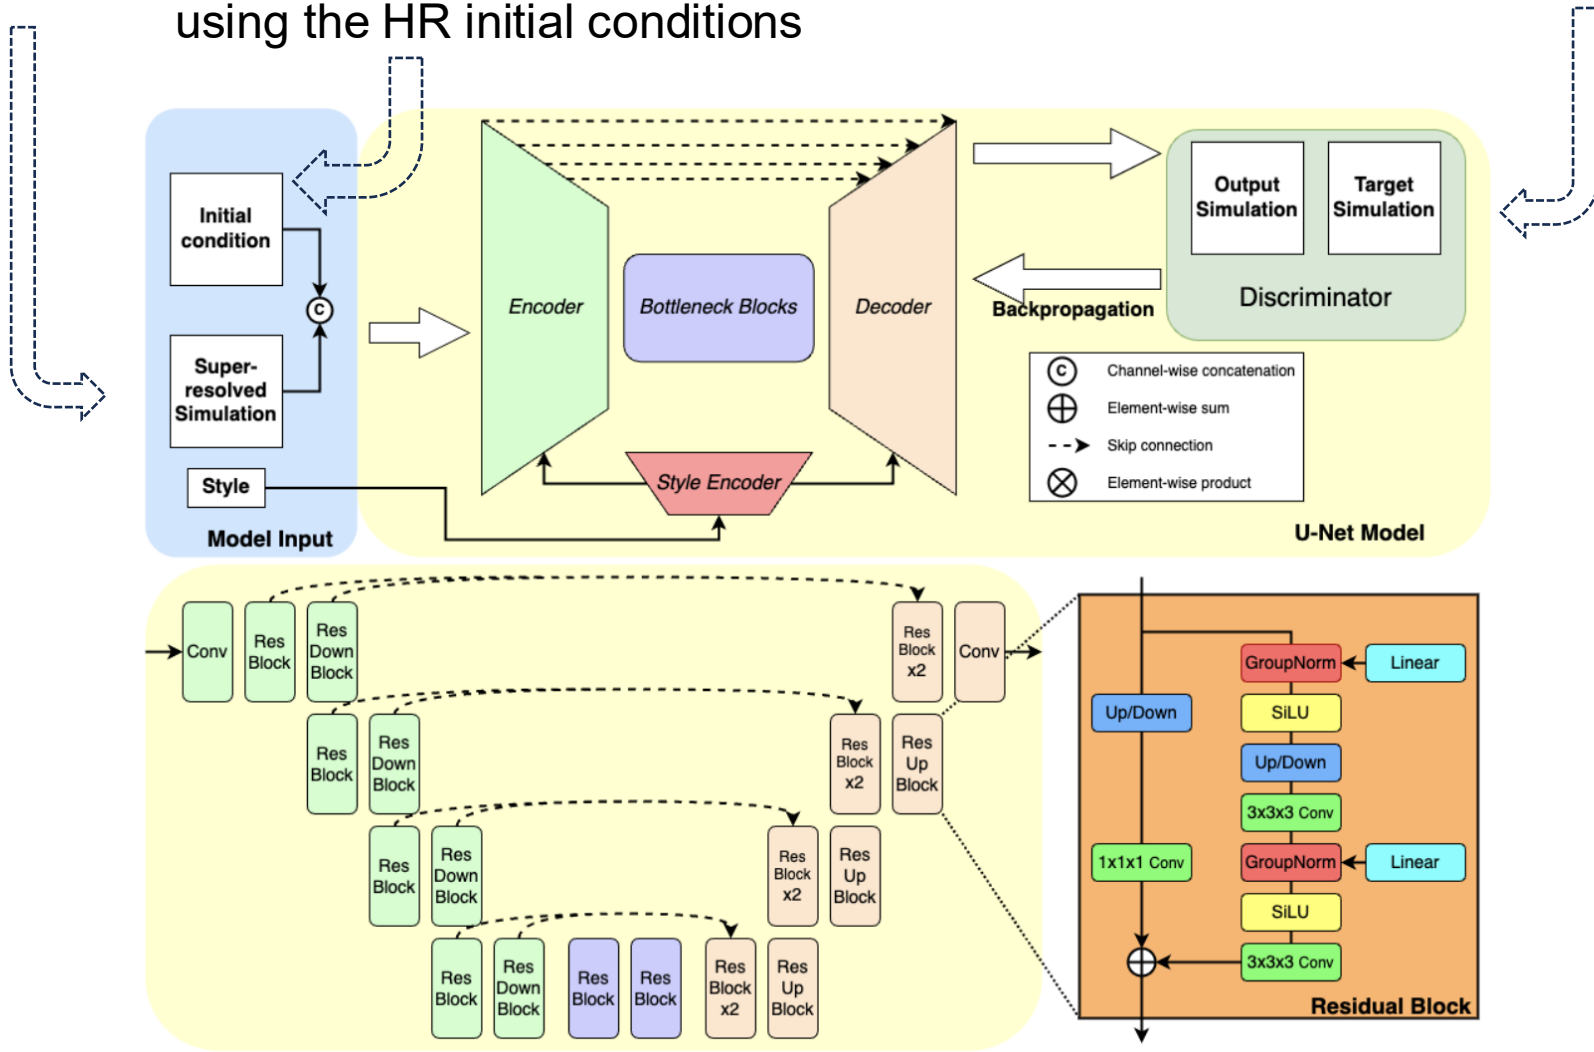 using the HR initial conditions
Initial
condition
C
Super-
resolved
Simulation
Style
Model Input
Encoder
Bottleneck Blocks
Decoder
Style Encoder
Output
Simulation
Target
Simulation
Discriminator
Backpropagation
C
Channel-wise concatenation
Element-wise sum
Skip connection
Element-wise product
U-Net Model
Conv
Res
Block
Res
Down
Block
Res
Block
x2
Conv
Res
Block
Res
Down
Block
Res
Block
x2
Res
Up
Block
Res
Block
Res
Down
Block
Res
Block
x2
Res
Up
Block
Res
Block
Res
Down
Block
Res
Block
Res
Block
Res
Block
x2
Res
Up
Block
GroupNorm
Linear
Up/Down
SiLU
Up/Down
3x3x3 Conv
1x1x1 Conv
GroupNorm
Linear
SiLU
3x3x3 Conv
Residual Block